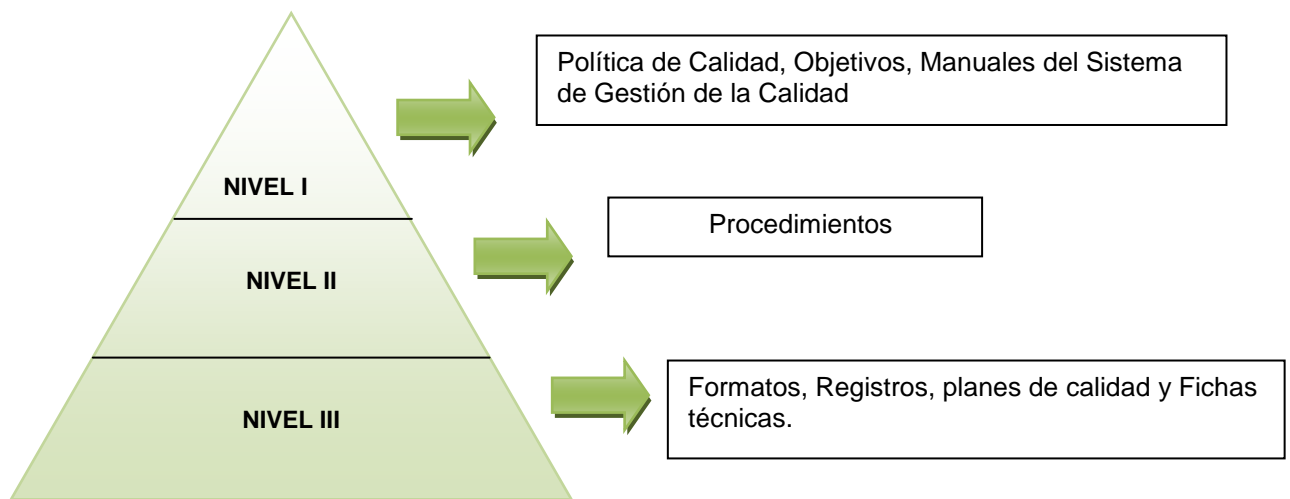 Política de Calidad, Objetivos, Manuales del Sistema
de Gestión de la Calidad
NIVEL I
Procedimientos
NIVEL II
Formatos, Registros, planes de calidad y Fichas
técnicas.
NIVEL III